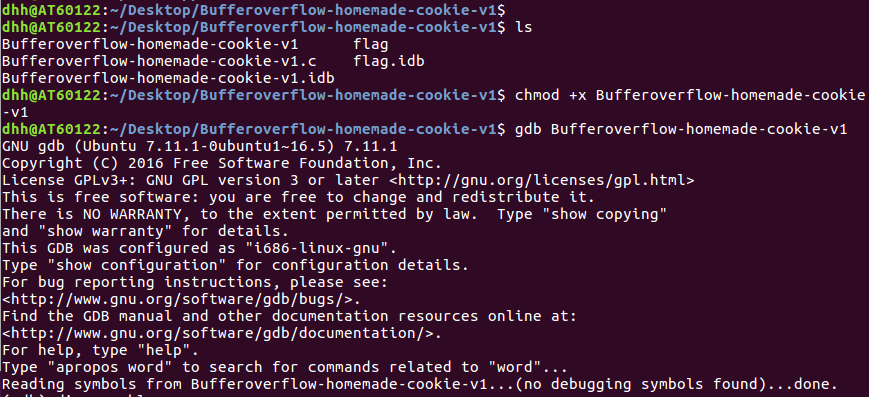 dhh@AT60122:~/Desktop/Bufferoverflow-homemade-cookie-v1$
dhh@AT60122:~/Desktop/Bufferoverflow-homemade-cookie-v1$ ls
Bufferoverflow-homemade-cookie-v1 flag
Bufferoverflow-homemade-cookie-v1.c flag.idb
Bufferoverflow-homemade-cookie-v1.idb
dhh@AT60122:~/Desktop/Bufferoverflow-homemade-cookie-v1$ chmod +x Bufferoverflow-homemade-cookie
-v1
dhh@AT60122:~/Desktop/Bufferoverflow-homemade-cookie-v1$ gdb Bufferoverflow-homemade-cookie-v1
GNU gdb (Ubuntu 7.11.1-0ubuntu1~16.5) 7.11.1
Copyright (C) 2016 Free Software Foundation, Inc.
License GPLv3+: GNU GPL version 3 or later <http://gnu.org/licenses/gpl.html>
This is free software: you are free to change and redistribute it.
There is NO WARRANTY, to the extent permitted by law.  Type "show copying"
and "show warranty" for details.
This GDB was configured as "i686-linux-gnu".
Type "show configuration" for configuration details.
For bug reporting instructions, please see:
<http://www.gnu.org/software/gdb/bugs/>.
Find the GDB manual and other documentation resources online at:
<http://www.gnu.org/software/gdb/documentation/>.
For help, type "help".
Type "apropos word" to search for commands related to "word"...
Reading symbols from Bufferoverflow-homemade-cookie-v1...(no debugging symbols found)...done.